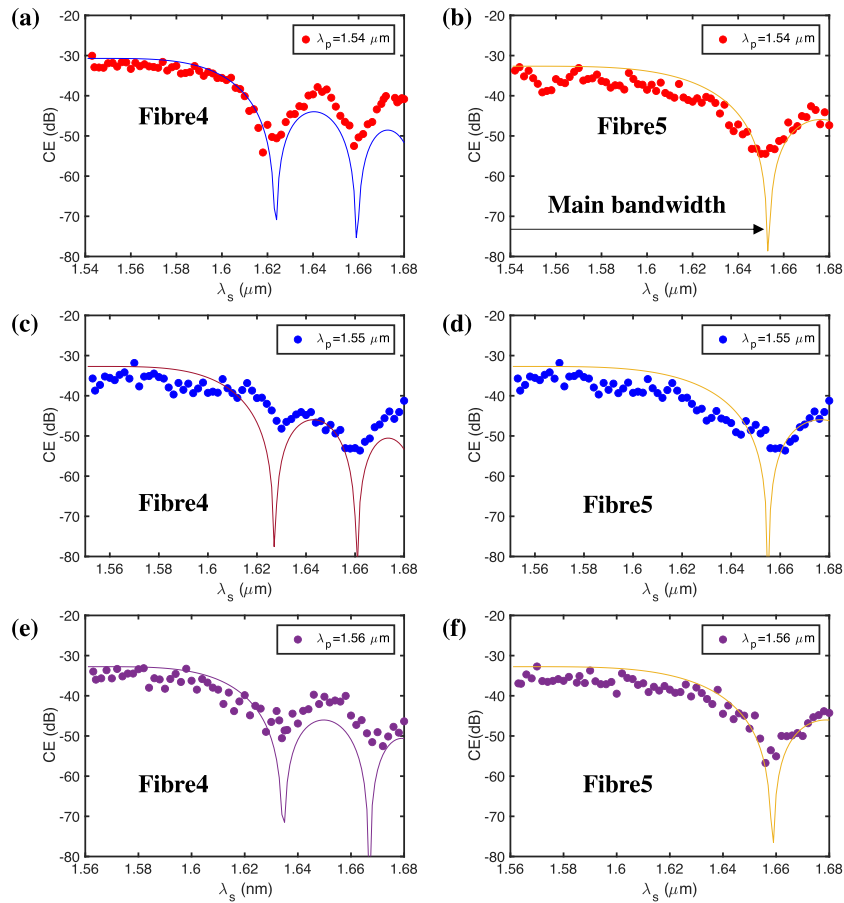 (a)
-20
-30
-40
-50
-60
-70
-80
CE (dB)
λp=1.54 μm
Fibre4
1.54 1.56 1.58 1.6 1.62 1.64 1.66 1.68
λs (μm)
(b)
-20
-30
-40
-50
-60
-70
-80
CE (dB)
λp=1.54 μm
Fibre5
Main bandwidth
1.54 1.56 1.58 1.6 1.62 1.64 1.66 1.68
λs (μm)
(c)
-20
-30
-40
-50
-60
-70
-80
CE (dB)
λp=1.55 μm
Fibre4
1.56 1.58 1.6 1.62 1.64 1.66 1.68
λs (μm)
(d)
-20
-30
-40
-50
-60
-70
-80
CE (dB)
λp=1.55 μm
Fibre5
1.56 1.58 1.6 1.62 1.64 1.66 1.68
λs (μm)
(e)
-20
-30
-40
-50
-60
-70
-80
CE (dB)
λp=1.56 μm
Fibre4
1.56 1.58 1.6 1.62 1.64 1.66 1.68
λs (nm)
(f)
-20
-30
-40
-50
-60
-70
-80
CE(dB)
λp=1.56 μm
Fibre5
1.56 1.58 1.6 1.62 1.64 1.66 1.68
λs (μm)